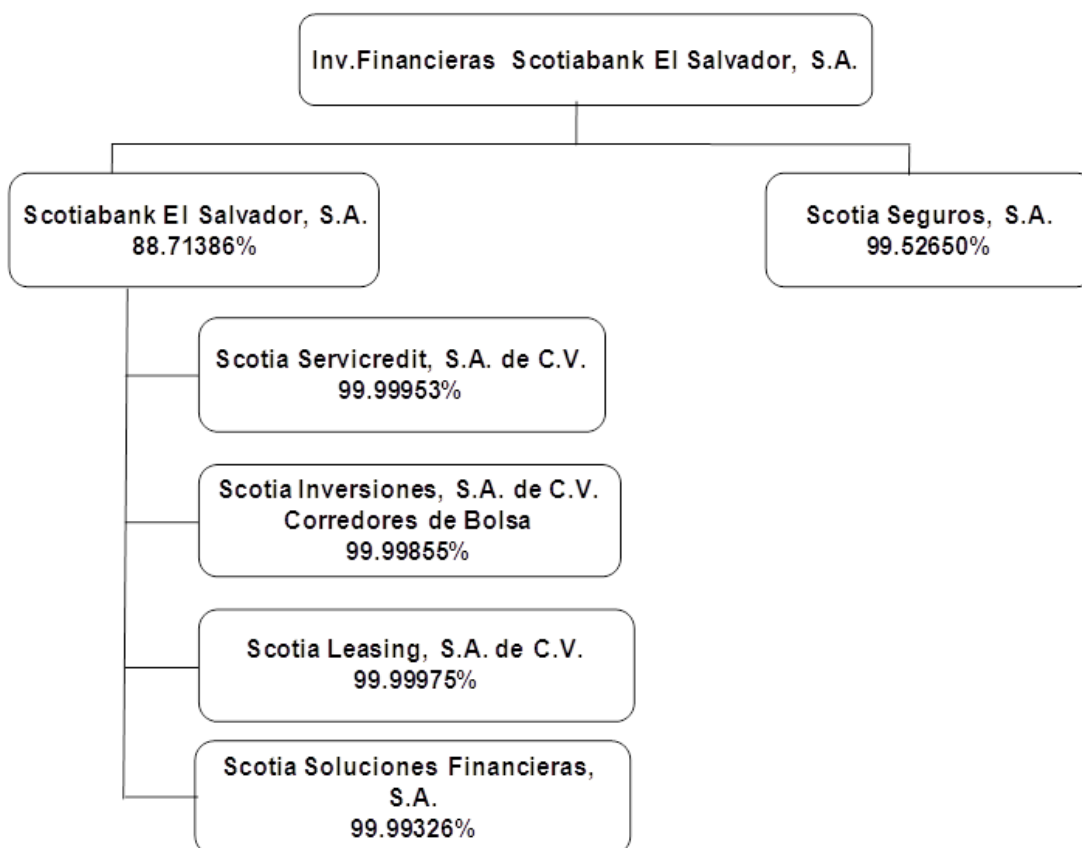 Inv.Financieras Scotiabank El Salvador, S.A.
Scotiabank El Salvador, S.A.
88.71386%
Scotia Seguros, S.A.
99.52650%
Scotia Servicredit, S.A. de C.V.
99.99953%
Scotia Inversiones, S.A. de C.V.
Corredores de Bolsa
99.99855%
Scotia Leasing, S.A. de C.V.
99.99975%
Scotia Soluciones Financieras,
S.A.
99.99326%